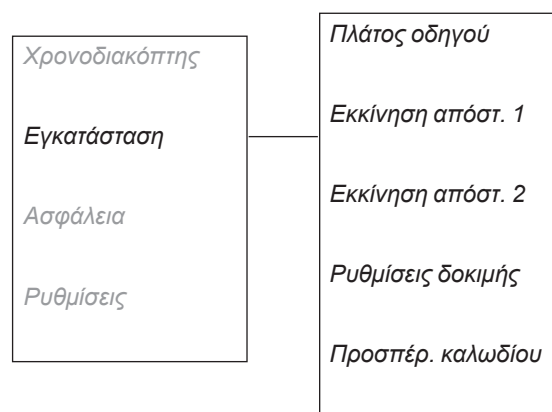 Χρονοδιακόπτης
Εγκατάσταση
Ασφάλεια
Ρυθμίσεις
Πλάτος οδηγού
Εκκίνηση απόστ. 1
Εκκίνηση απόστ. 2
Ρυθμίσεις δοκιμής
Προσπέρ. καλωδίου